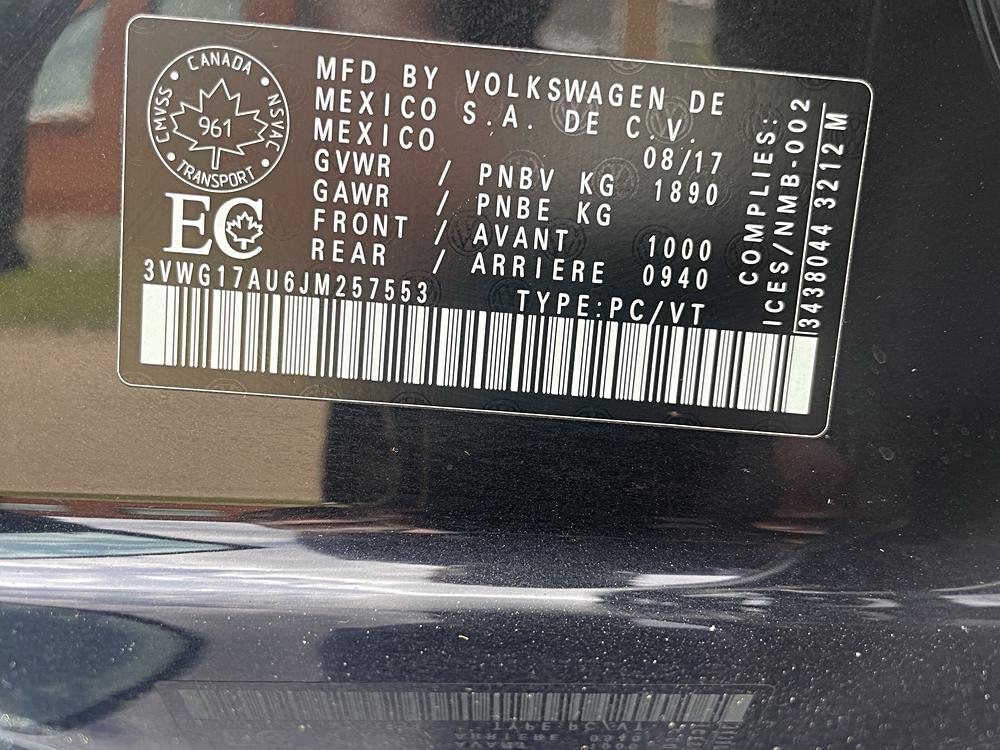 CANADA
CMVSS
NSVAC
961
TRANSPORT
EC
MFD BY VOLKSWAGEN DE
MEXICO S.A. DE C.V.
MEXICO 08/17
GVWR / PNBV KG 1890
GAWR / PNBE KG
FRONT / AVANT 1000
REAR / ARRIERE 0940
3VWG17AU6JM257553 TYPE:PC/VT
COMPLIES:
ICES/NMB-002
3438044 3212 M